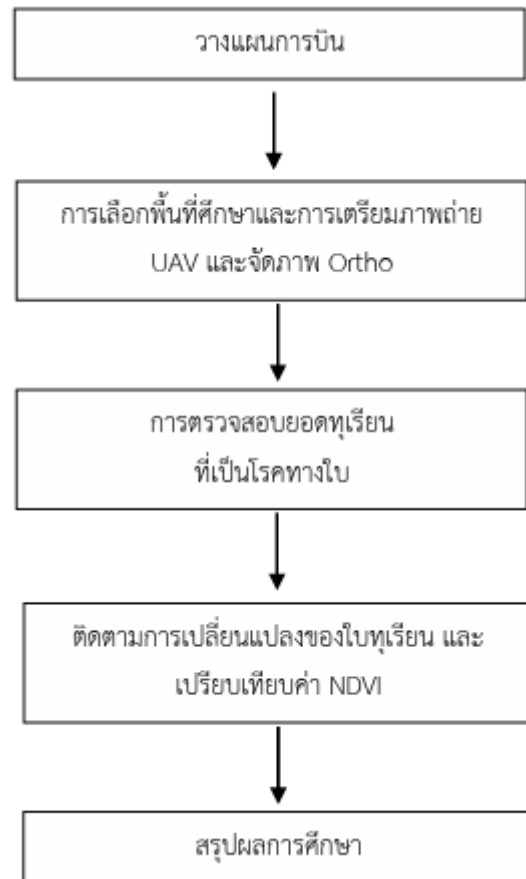 วางแผนการบิน
การเลือกพื้นที่ศึกษาและการเตรียมภาพถ่าย
UAV และจัดภาพ Ortho
การตรวจสอบยอดทุเรียน
ที่เป็นโรคทางใบ
ติดตามการเปลี่ยนแปลงของใบทุเรียน และ
เปรียบเทียบค่า NDVI
สรุปผลการศึกษา